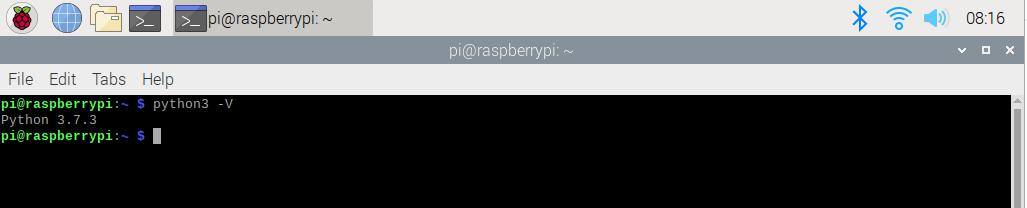 pi@raspberrypi: ~
08:16
pi@raspberrypi: ~
File Edit Tabs Help
pi@raspberrypi:~ $ python3 -V
Python 3.7.3
pi@raspberrypi:~ $